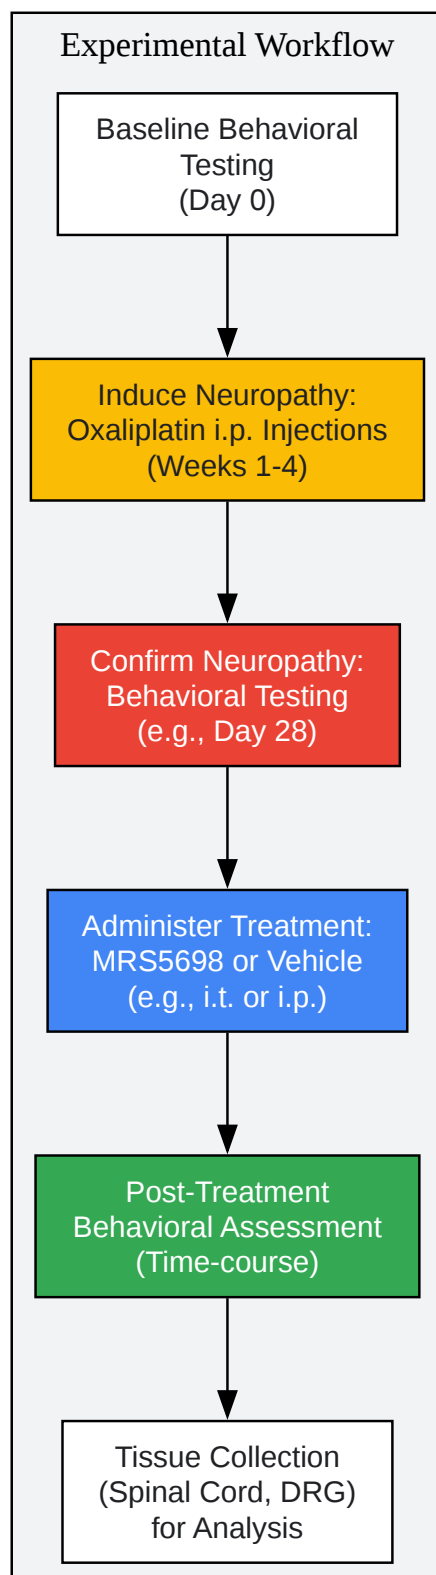 Experimental Workflow
Baseline Behavioral
Testing
(Day 0)
Induce Neuropathy:
Oxaliplatin i.p. Injections
(Weeks 1-4)
Confirm Neuropathy:
Behavioral Testing
(e.g., Day 28)
Administer Treatment:
MRS5698 or Vehicle
(e.g., i.t. or i.p.)
Post-Treatment
Behavioral Assessment
(Time-course)
Tissue Collection
(Spinal Cord, DRG)
for Analysis